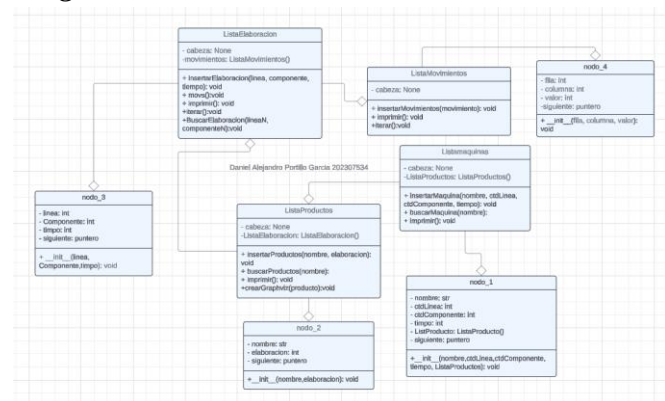 ListaElaboracion
- cabeza: None
-movimientos: ListaMovimientos()
+ insertarElaboracion(linea, componente,
tiempo): void
+ movs():void
+ imprimir(): void
+iterar():void
+BuscarElaboracion(lineaN,
componenteN):void
ListaMovimientos
- cabeza: None
+ insertarMovimientos(movimiento): void
+ imprimir(): void
+iterar():void
nodo_4
- fila: int
- columna: int
- valor: int
-siguiente: puntero
+ __init__(fila, columna, valor):
void
Daniel Alejandro Portillo Garcia 202307534
Listamaquinas
- cabeza: None
-ListaProductos: ListaProductos()
+ insertarMaquina(nombre, ctdLinea,
ctdComponente, tiempo): void
+ buscarMaquina(nombre):
+ imprimir(): void
nodo_3
- linea: int
- Componente: int
- timpo: int
- siguiente: puntero
+ __init__(linea,
Componente,timpo): void
ListaProductos
- cabeza: None
-ListaElaboracion: ListaElaboracion()
+ insertarProductos(nombre, elaboracion):
void
+ buscarProductos(nombre):
+ imprimir(): void
+crearGraphviz(producto):void
nodo_1
- nombre: str
- ctdLinea: int
- ctdComponente: int
- timpo: int
- ListProducto: ListaProducto()
- siguiente: puntero
+__init__(nombre,ctdLinea,ctdComponente,
tiempo, ListaProductos): void
nodo_2
- nombre: str
- elaboracion: int
- siguiente: puntero
+__init__(nombre,elaboracion): void